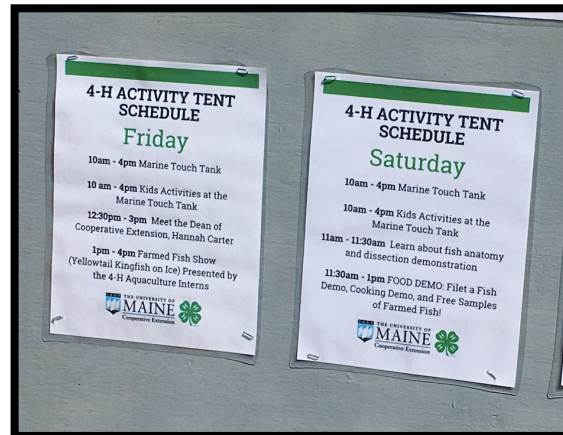 4-H ACTIVITY TENT
SCHEDULE
Friday
10am - 4pm Marine Touch Tank
10 am - 4pm Kids Activities at the
Marine Touch Tank
12:30pm - 3pm Meet the Dean of
Cooperative Extension, Hannah Carter
1pm - 4pm Farmed Fish Show
(Yellowtail Kingfish on Ice) Presented by
the 4-H Aquaculture Interns
THE UNIVERSITY OF
MAINE
Cooperative Extension
4-H ACTIVITY TENT
SCHEDULE
Saturday
10am - 4pm Marine Touch Tank
10am - 4pm Kids Activities at the
Marine Touch Tank
11am - 11:30am Learn about fish anatomy
and dissection demonstration
11:30am - 1pm FOOD DEMO: Filet a Fish
Demo, Cooking Demo, and Free Samples
of Farmed Fish!
THE UNIVERSITY OF
MAINE
Cooperative Extension